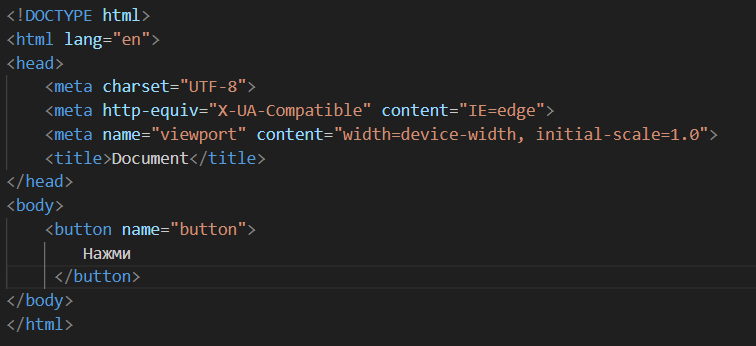 <!DOCTYPE html>
<html lang="en">
<head>
    <meta charset="UTF-8">
    <meta http-equiv="X-UA-Compatible" content="IE=edge">
    <meta name="viewport" content="width=device-width, initial-scale=1.0">
    <title>Document</title>
</head>
<body>
    <button name="button">
        Нажми
     </button>
</body>
</html>